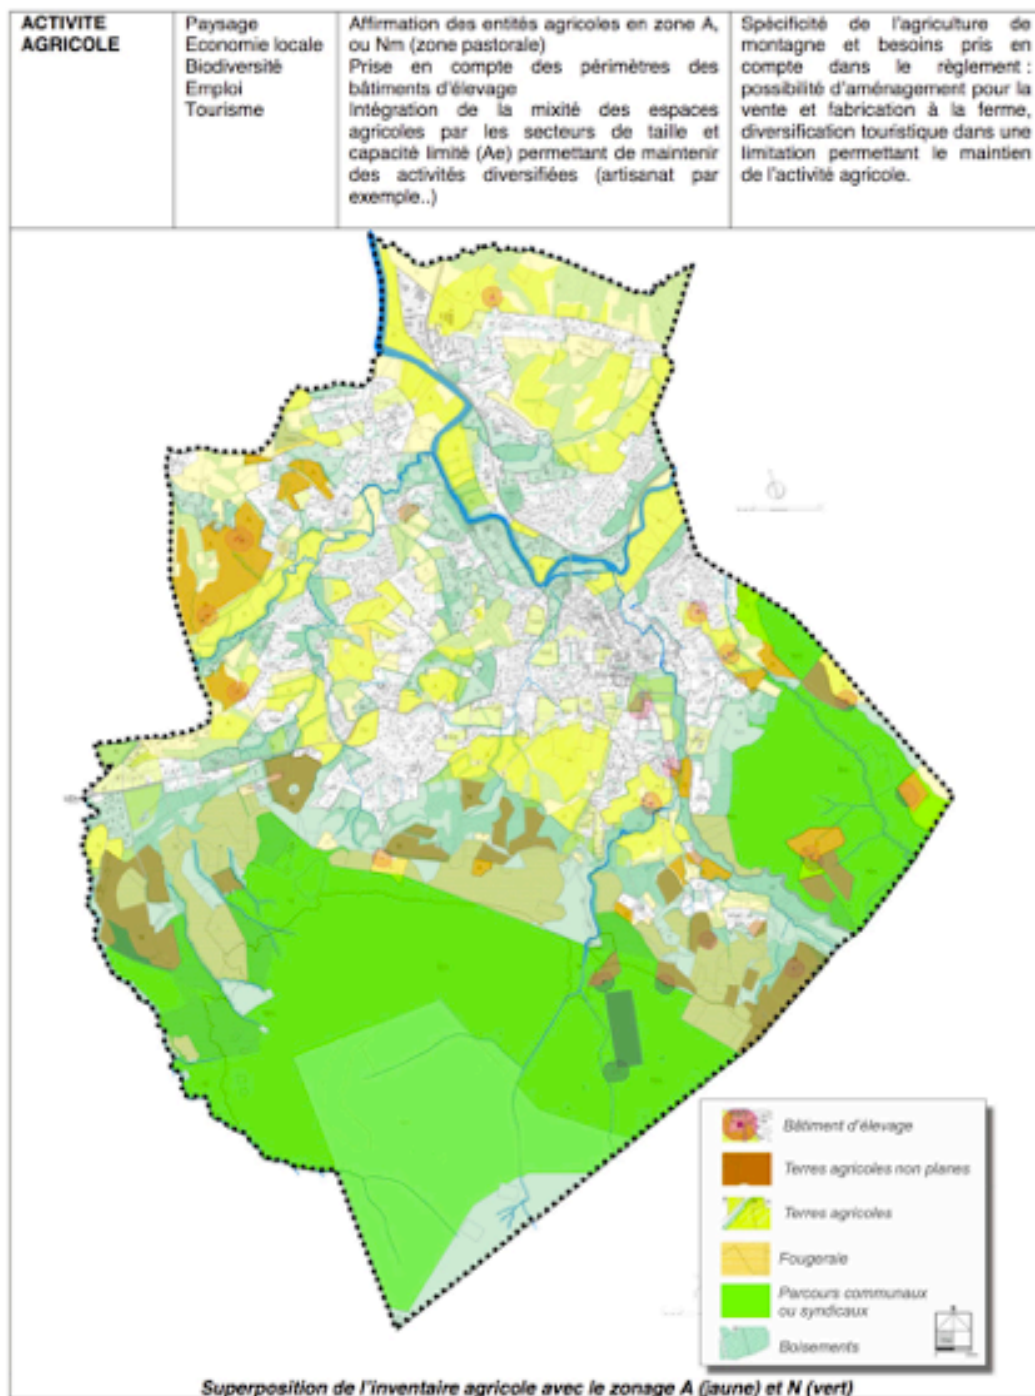 ACTIVITE
AGRICOLE
Paysage
Economie locale
Biodiversité
Emploi
Tourisme
Affirmation des entités agricoles en zone A,
ou Nm (zone pastorale)
Prise en compte des périmètres des
bâtiments d'élevage
Intégration de la mixité des espaces
agricoles par les secteurs de taille et
capacité limité (Ae) permettant de maintenir
des activités diversifiées (artisanat par
exemple..)
Spécificité de l'agriculture de
montagne et besoins pris en
compte dans le règlement :
possibilité d'aménagement pour la
vente et fabrication à la ferme,
diversification touristique dans une
limitation permettant le maintien
de l'activité agricole.
Bâtiment d'élevage
Terres agricoles non planes
Terres agricoles
Fougeraie
Parcours communaux
ou syndicaux
Boisements
Superposition de l'inventaire agricole avec le zonage A (jaune) et N (vert)